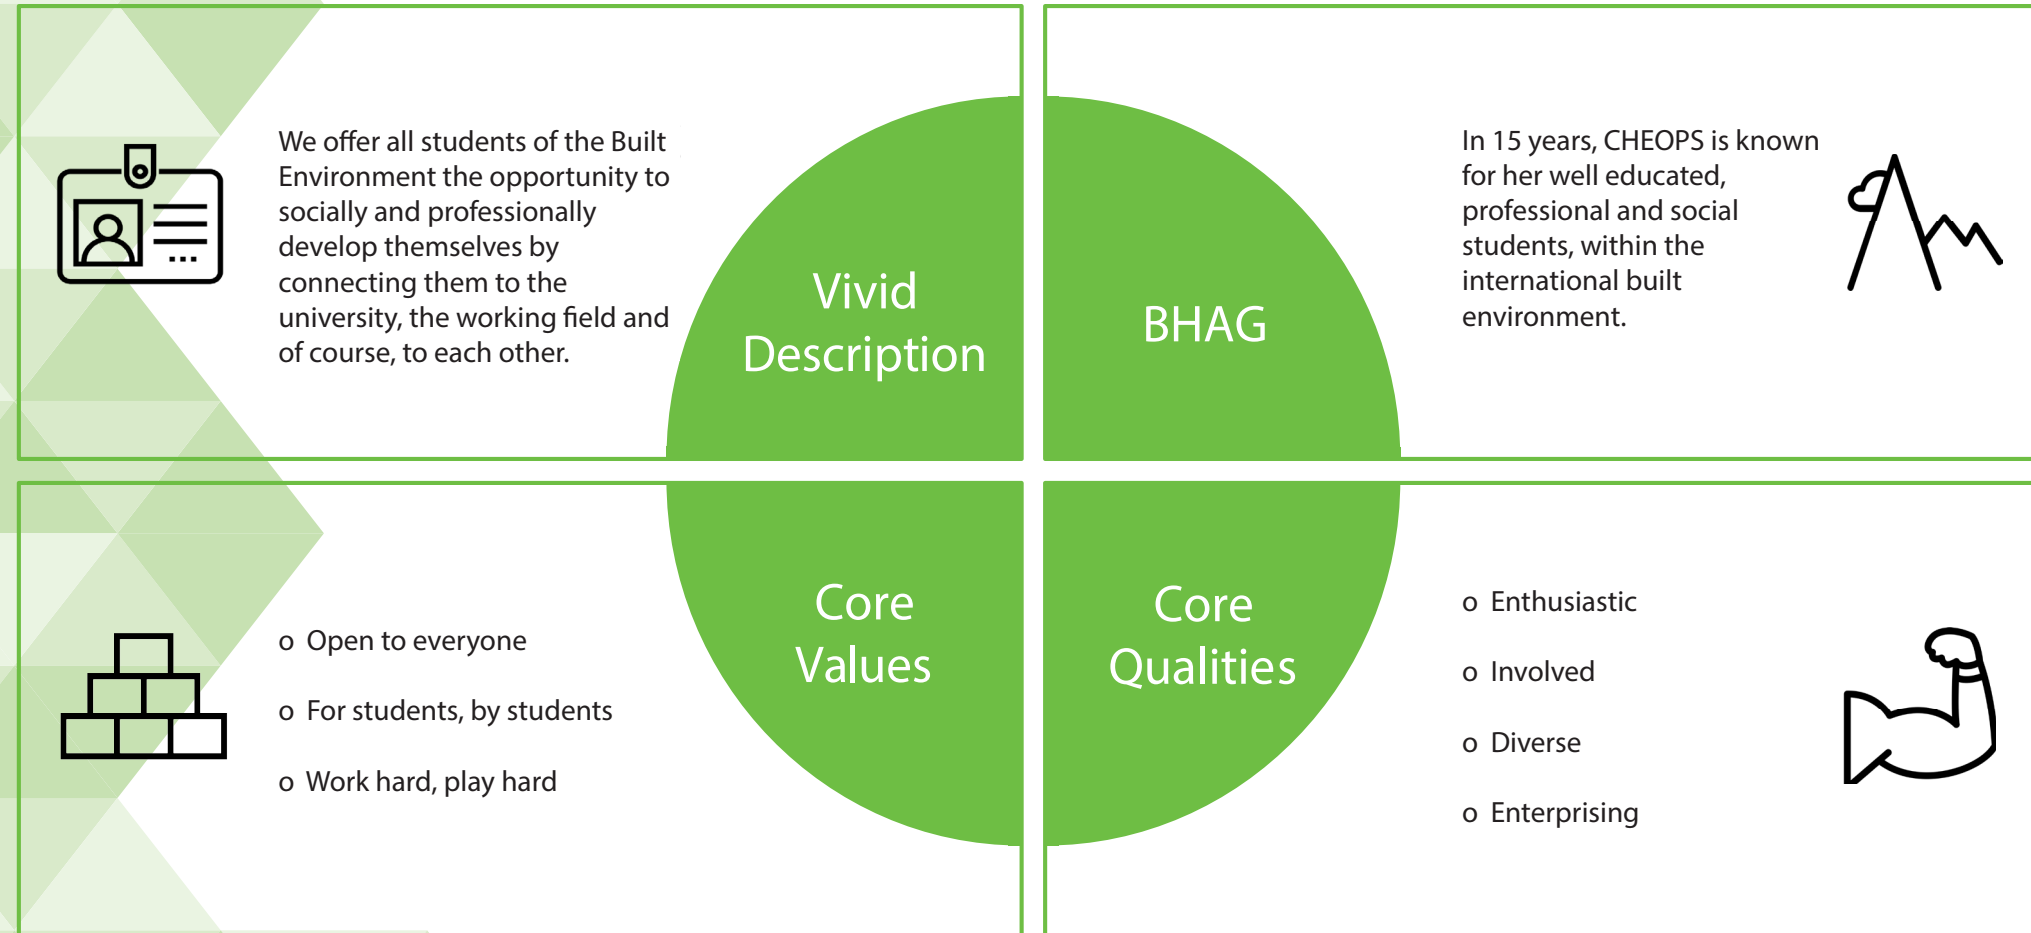 We offer all students of the Built
Environment the opportunity to
socially and professionally
develop themselves by
connecting them to the
university, the working field and
of course, to each other.
Vivid
Description
BHAG
In 15 years, CHEOPS is known
for her well educated,
professional and social
students, within the
international built
environment.
o Open to everyone
o For students, by students
o Work hard, play hard
Core
Values
Core
Qualities
o Enthusiastic
o Involved
o Diverse
o Enterprising